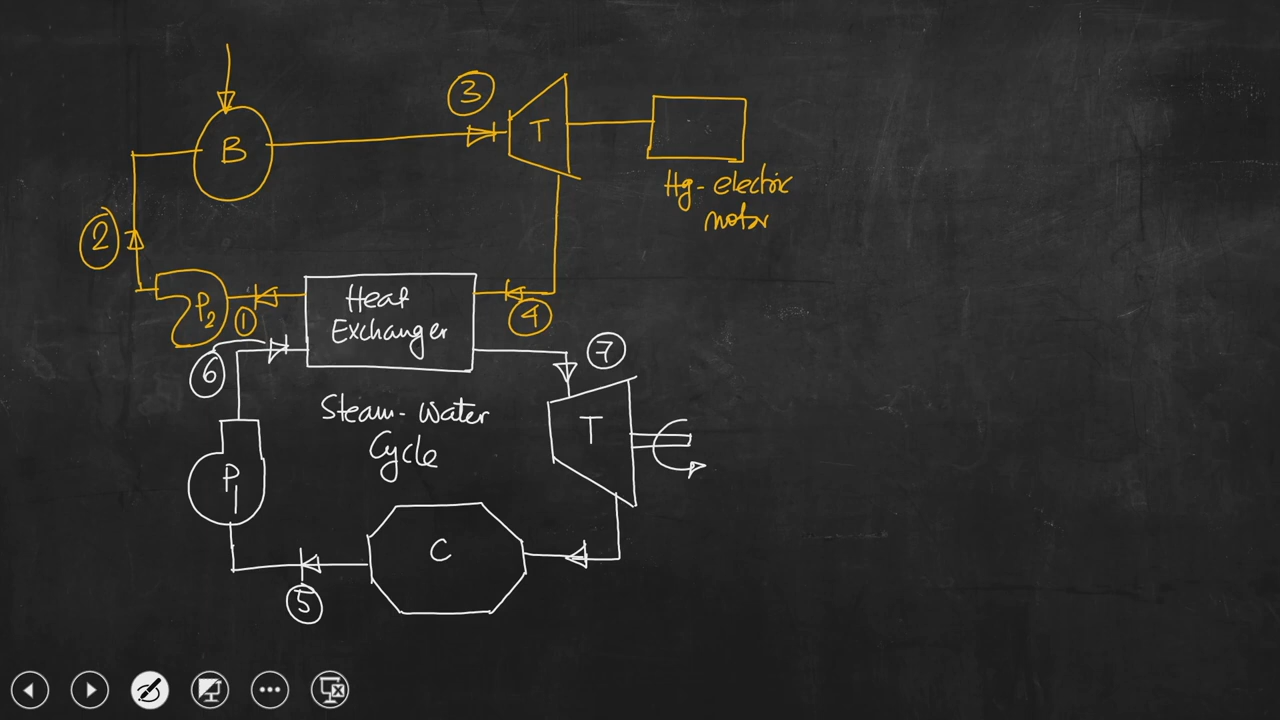 3
B
T
Hg-electric
motor
2
P2
1
Heat
Exchanger
4
6
7
Steam-Water
Cycle
T
P1
C
5